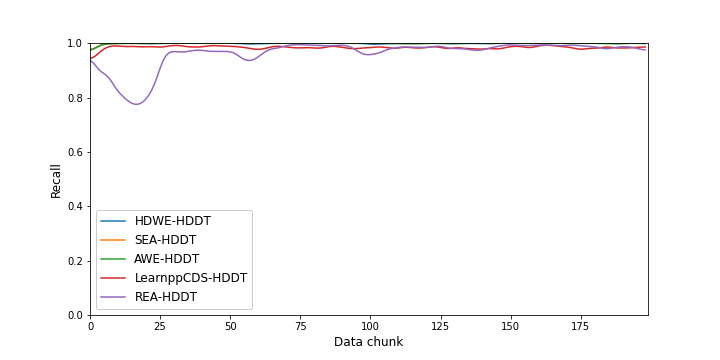 1.0
0.8
0.6
0.4
0.2
0.0
Recall
HDWE-HDDT
SEA-HDDT
AWE-HDDT
LearnppCDS-HDDT
REA-HDDT
0 25 50 75 100 125 150 175
Data chunk